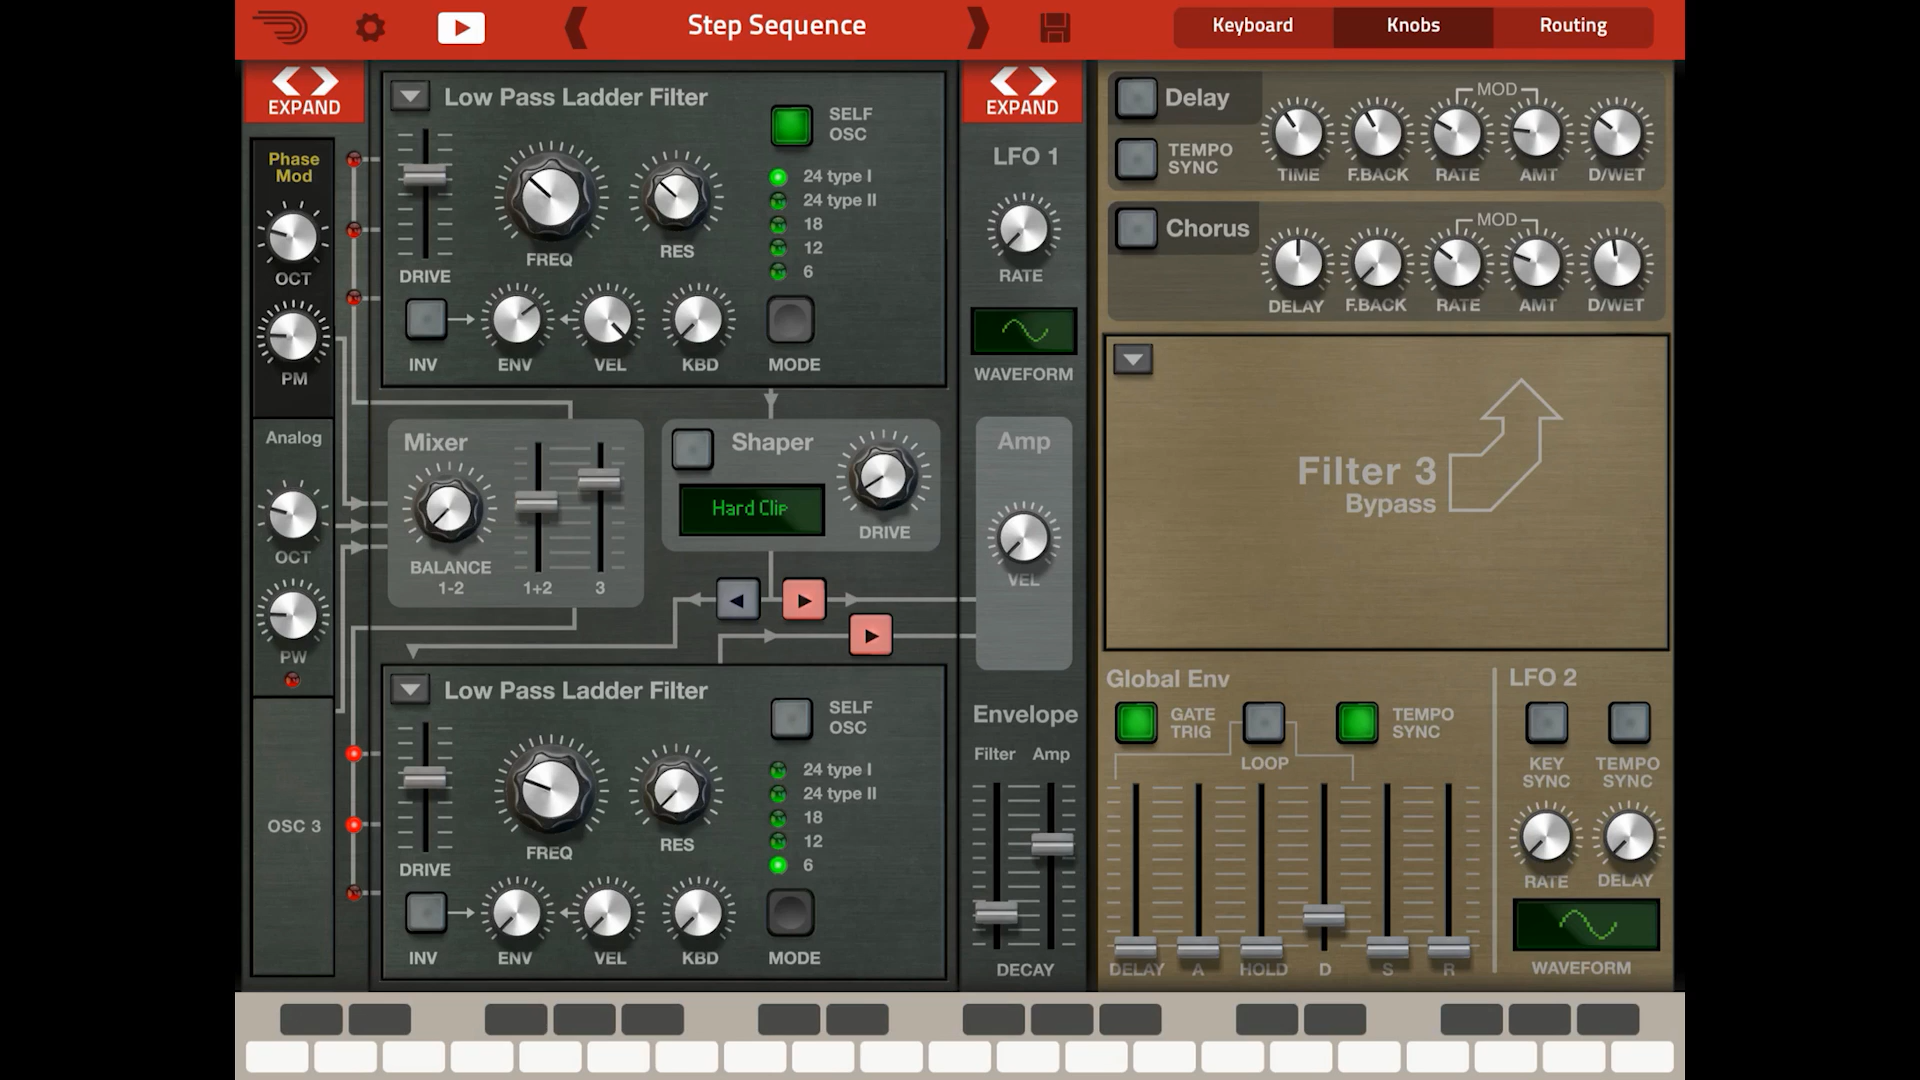 Step Sequence
Keyboard
Knobs
Routing
EXPAND
Phase
Mod
OCT
PM
Analog
OCT
PW
OSC 3
Low Pass Ladder Filter
SELF
OSC
24 type I
24 type II
18
12
6
DRIVE
FREQ
RES
INV
ENV
VEL
KBD
MODE
Mixer
BALANCE
1-2
1+2
3
Shaper
Hard Clip
DRIVE
Low Pass Ladder Filter
SELF
OSC
24 type I
24 type II
18
12
6
DRIVE
FREQ
RES
INV
ENV
VEL
KBD
MODE
EXPAND
LFO 1
RATE
WAVEFORM
Amp
VEL
Envelope
Filter Amp
DECAY
Delay
TEMPO
SYNC
MOD
TIME F.BACK RATE AMT D/WET
Chorus
MOD
DELAY F.BACK RATE AMT D/WET
Filter 3
Bypass
Global Env
GATE
TRIG
LOOP
TEMPO
SYNC
DELAY A HOLD D S R
LFO 2
KEY
SYNC
TEMPO
SYNC
RATE
DELAY
WAVEFORM